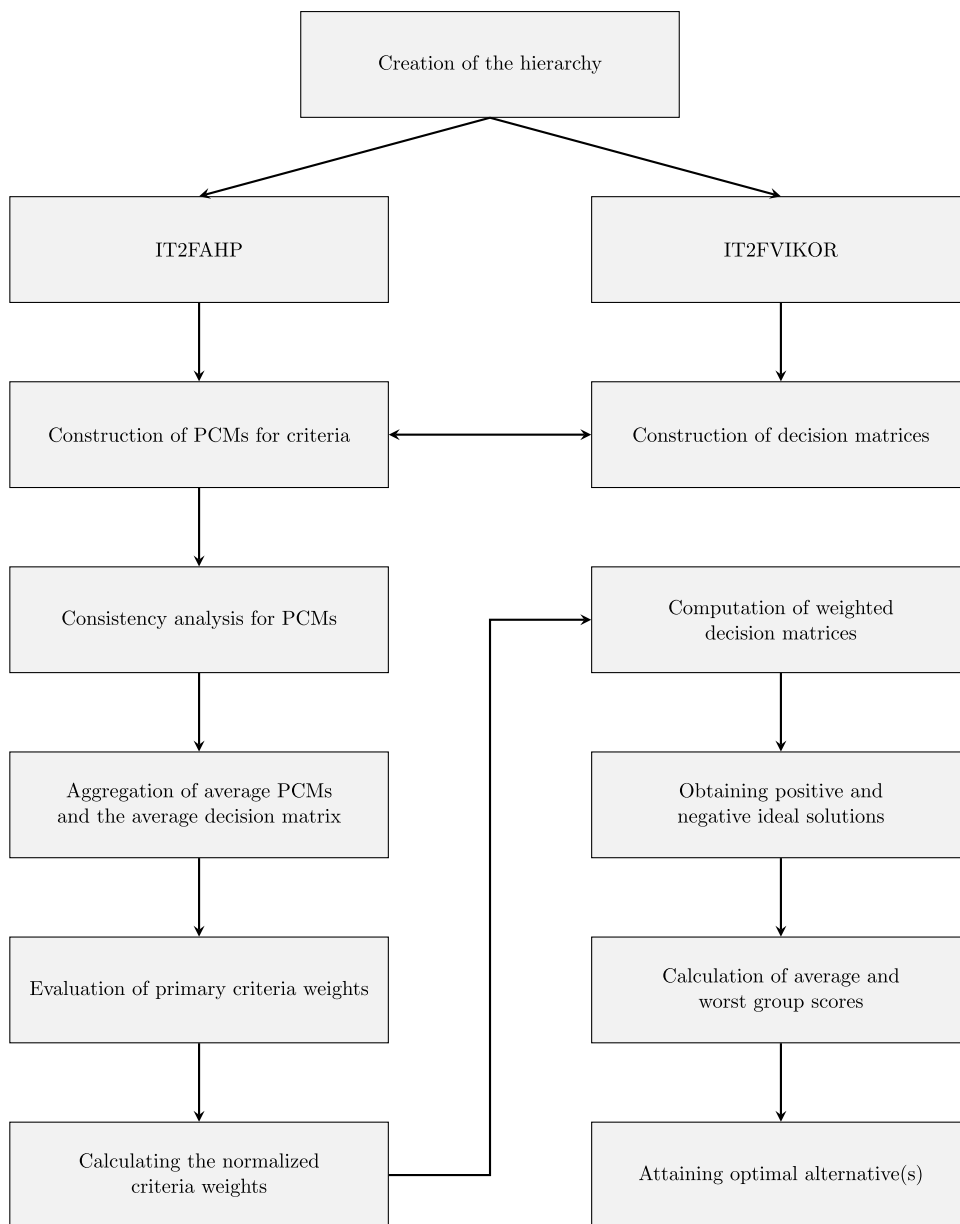 Creation of the hierarchy
IT2FAHP
IT2FVIKOR
Construction of PCMs for criteria
Construction of decision matrices
Consistency analysis for PCMs
Computation of weighted
decision matrices
Aggregation of average PCMs
and the average decision matrix
Obtaining positive and
negative ideal solutions
Evaluation of primary criteria weights
Calculation of average and
worst group scores
Calculating the normalized
criteria weights
Attaining optimal alternative(s)